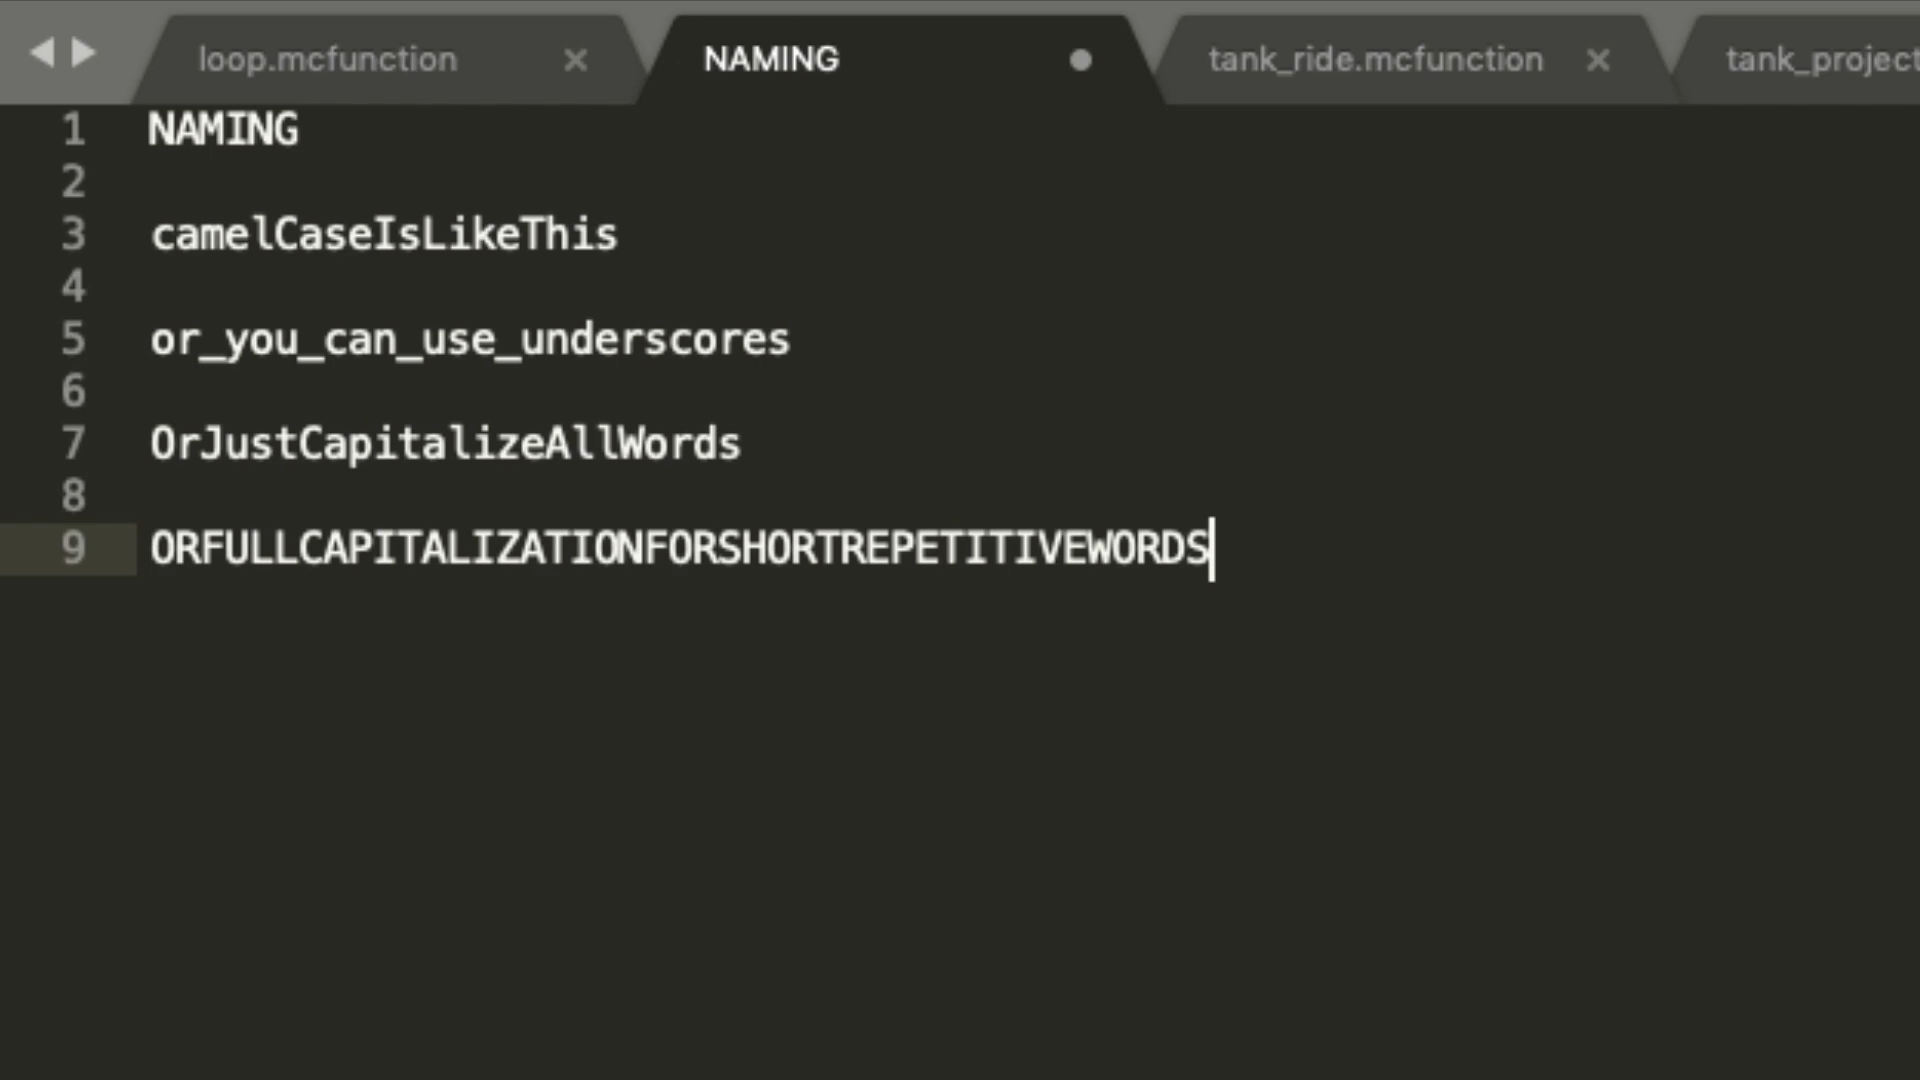 loop.mcfunction
NAMING
tank_ride.mcfunction
tank_project
1 NAMING
2
3 camelCaseIsLikeThis
4
5 or_you_can_use_underscores
6
7 OrJustCapitalizeAllWords
8
9 ORFULLCAPITALIZATIONFORSHORTREPETITIVEWORDS